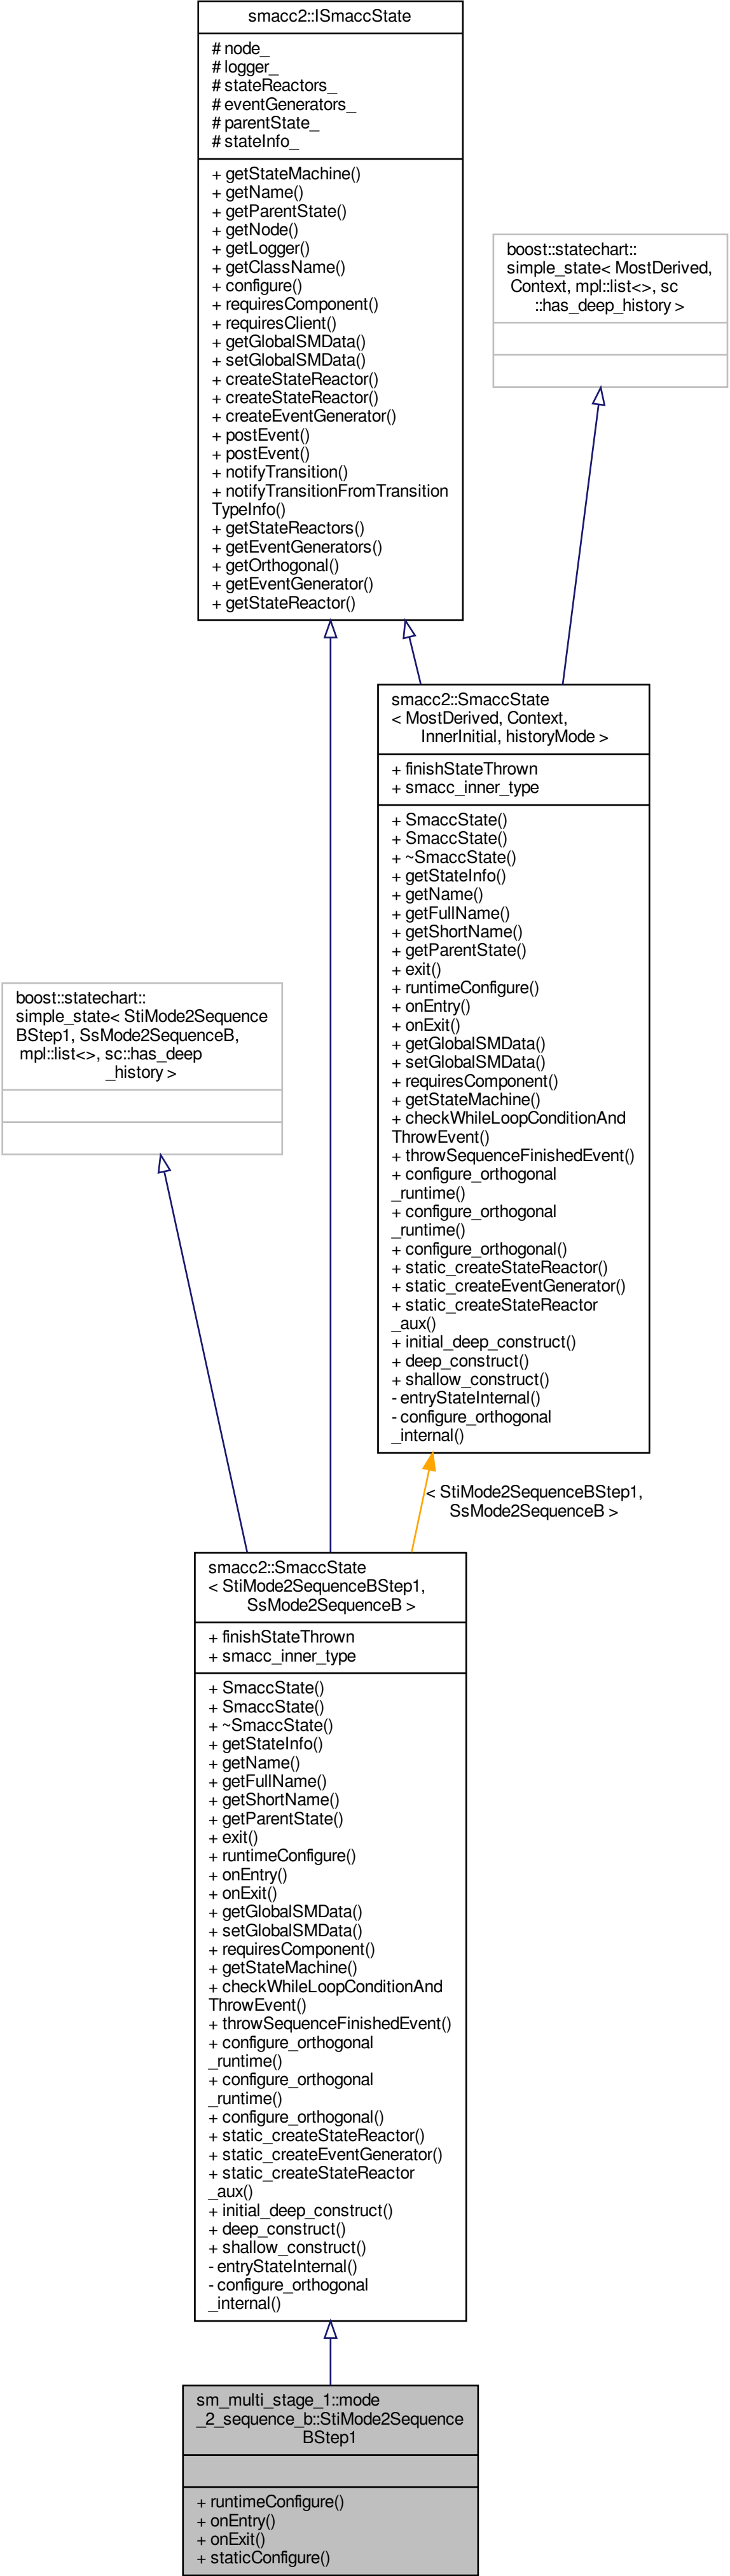 smacc2::ISmaccState
# node_
# logger_
# stateReactors_
# eventGenerators_
# parentState_
# stateInfo_
+ getStateMachine()
+ getName()
+ getParentState()
+ getNode()
+ getLogger()
+ getClassName()
+ configure()
+ requiresComponent()
+ requiresClient()
+ getGlobalSMData()
+ setGlobalSMData()
+ createStateReactor()
+ createStateReactor()
+ createEventGenerator()
+ postEvent()
+ postEvent()
+ notifyTransition()
+ notifyTransitionFromTransition
TypeInfo()
+ getStateReactors()
+ getEventGenerators()
+ getOrthogonal()
+ getEventGenerator()
+ getStateReactor()
boost::statechart::
simple_state< MostDerived,
Context, mpl::list<>, sc
::has_deep_history >
smacc2::SmaccState
< MostDerived, Context,
InnerInitial, historyMode >
+ finishStateThrown
+ smacc_inner_type
+ SmaccState()
+ SmaccState()
+ ~SmaccState()
+ getStateInfo()
+ getName()
+ getFullName()
+ getShortName()
+ getParentState()
+ exit()
+ runtimeConfigure()
+ onEntry()
+ onExit()
+ getGlobalSMData()
+ setGlobalSMData()
+ requiresComponent()
+ getStateMachine()
+ checkWhileLoopConditionAnd
ThrowEvent()
+ throwSequenceFinishedEvent()
+ configure_orthogonal
_runtime()
+ configure_orthogonal
_runtime()
+ configure_orthogonal()
+ static_createStateReactor()
+ static_createEventGenerator()
+ static_createStateReactor
_aux()
+ initial_deep_construct()
+ deep_construct()
+ shallow_construct()
- entryStateInternal()
- configure_orthogonal
_internal()
boost::statechart::
simple_state< StiMode2Sequence
BStep1, SsMode2SequenceB,
mpl::list<>, sc::has_deep
_history >
< StiMode2SequenceBStep1,
SsMode2SequenceB >
smacc2::SmaccState
< StiMode2SequenceBStep1,
SsMode2SequenceB >
+ finishStateThrown
+ smacc_inner_type
+ SmaccState()
+ SmaccState()
+ ~SmaccState()
+ getStateInfo()
+ getName()
+ getFullName()
+ getShortName()
+ getParentState()
+ exit()
+ runtimeConfigure()
+ onEntry()
+ onExit()
+ getGlobalSMData()
+ setGlobalSMData()
+ requiresComponent()
+ getStateMachine()
+ checkWhileLoopConditionAnd
ThrowEvent()
+ throwSequenceFinishedEvent()
+ configure_orthogonal
_runtime()
+ configure_orthogonal
_runtime()
+ configure_orthogonal()
+ static_createStateReactor()
+ static_createEventGenerator()
+ static_createStateReactor
_aux()
+ initial_deep_construct()
+ deep_construct()
+ shallow_construct()
- entryStateInternal()
- configure_orthogonal
_internal()
sm_multi_stage_1::mode
_2_sequence_b::StiMode2Sequence
BStep1
+ runtimeConfigure()
+ onEntry()
+ onExit()
+ staticConfigure()